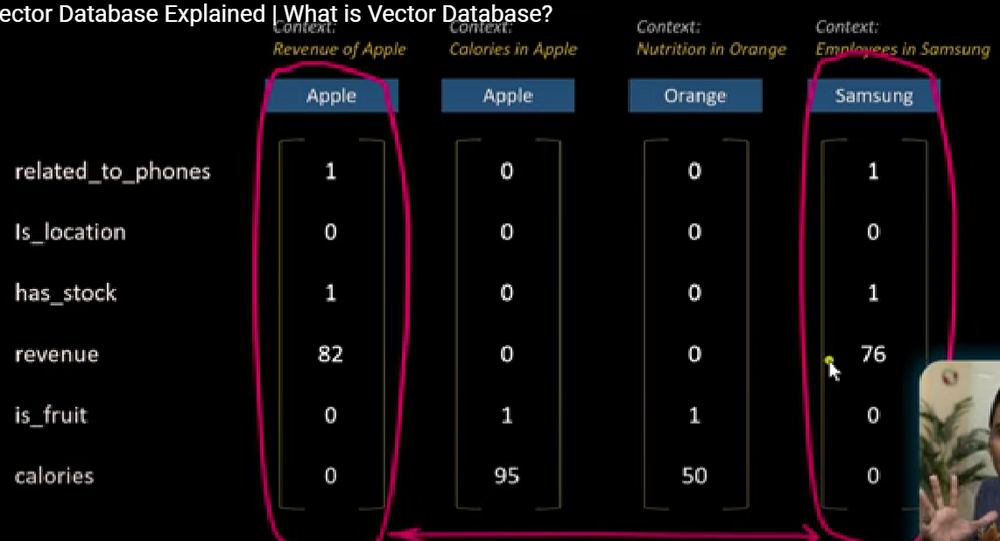 ector Database Explained | What is Vector Database?
Context: Context: Context: Context:
Revenue of Apple Calories in Apple Nutrition in Orange Employees in Samsung
Apple Apple Orange Samsung
related_to_phones 1 0 0 1
Is_location 0 0 0 0
has_stock 1 0 0 1
revenue 82 0 0 76
is_fruit 0 1 1 0
calories 0 95 50 0